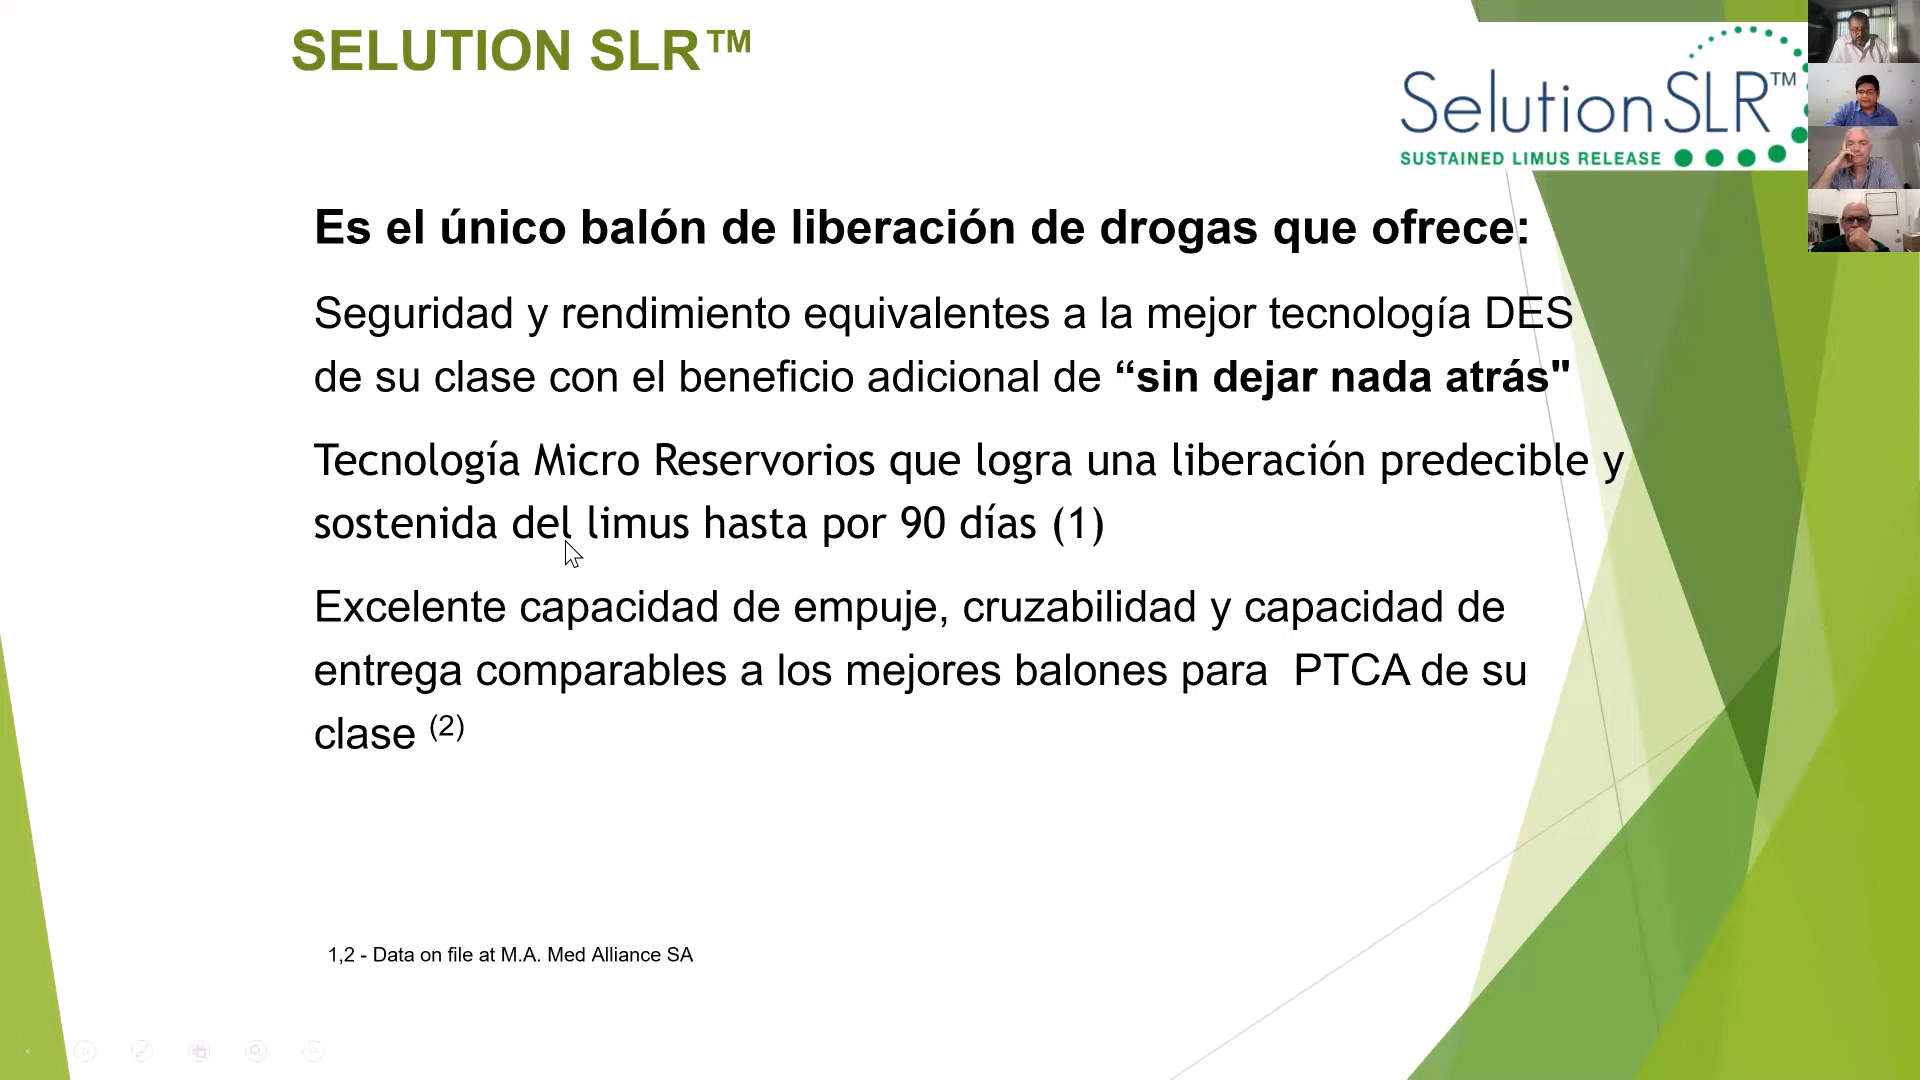 SELUTION SLR™
SelutionSLR™
SUSTAINED LIMUS RELEASE
Es el único balón de liberación de drogas que ofrece:
Seguridad y rendimiento equivalentes a la mejor tecnología DES
de su clase con el beneficio adicional de “sin dejar nada atrás"
Tecnología Micro Reservorios que logra una liberación predecible y
sostenida del limus hasta por 90 días (1)
Excelente capacidad de empuje, cruzabilidad y capacidad de
entrega comparables a los mejores balones para  PTCA de su
clase (2)
1,2 - Data on file at M.A. Med Alliance SA